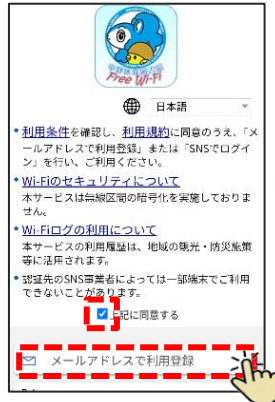 Free Wi-Fi
日本語
利用条件を確認し、利用規約に同意のうえ、「メ
ールアドレスで利用登録」または「SNSでログイ
ン」を行い、ご利用ください。
Wi-Fiのセキュリティについて
本サービスは無線区間の暗号化を実施しておりま
せん。
Wi-Fiログの利用について
本サービスの利用履歴は、地域の観光・防災施策
等に活用されます。
認証先のSNS事業者によっては一部端末でご利用
できないことがあります。
上記に同意する
メールアドレスで利用登録